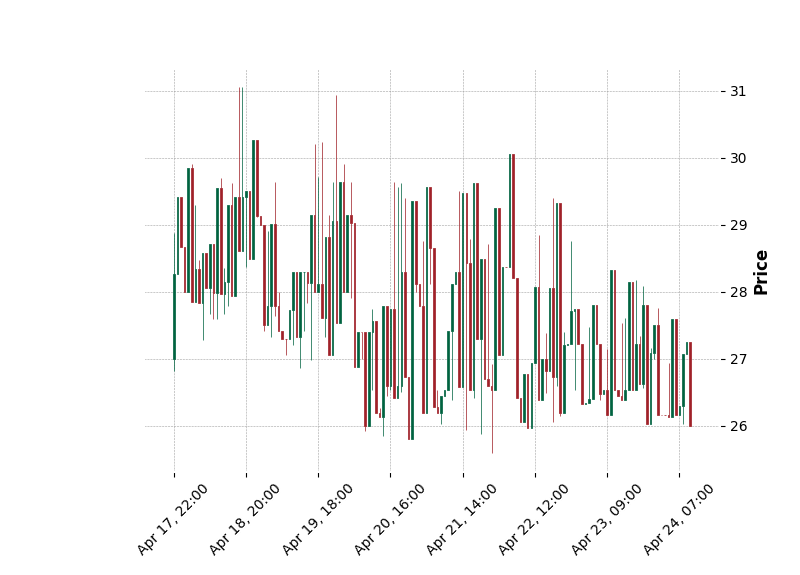 31
30
29
28
27
26
Price
Apr 17, 22:00
Apr 18, 20:00
Apr 19, 18:00
Apr 20, 16:00
Apr 21, 14:00
Apr 22, 12:00
Apr 23, 09:00
Apr 24, 07:00